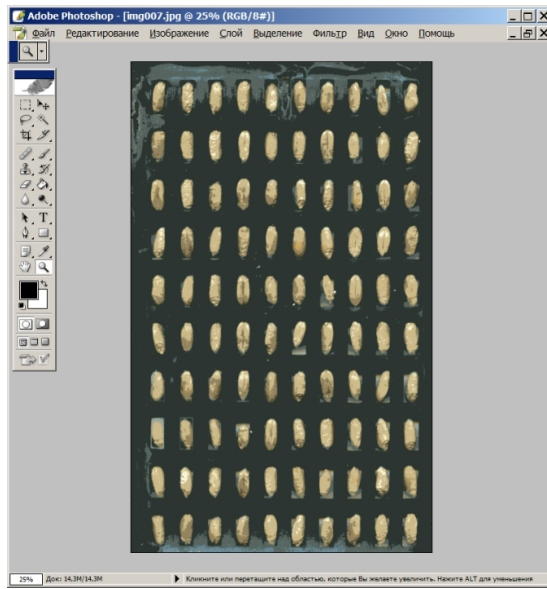 Adobe Photoshop - [img007.jpg @ 25% (RGB/8#)]
Файл Редактирование Изображение Слой Выделение Фильтр Вид Окно Помощь
25% Док: 14,3M/14,3M Кликните или перетащите над областью, которые Вы желаете увеличить. Нажмите ALT для уменьшения